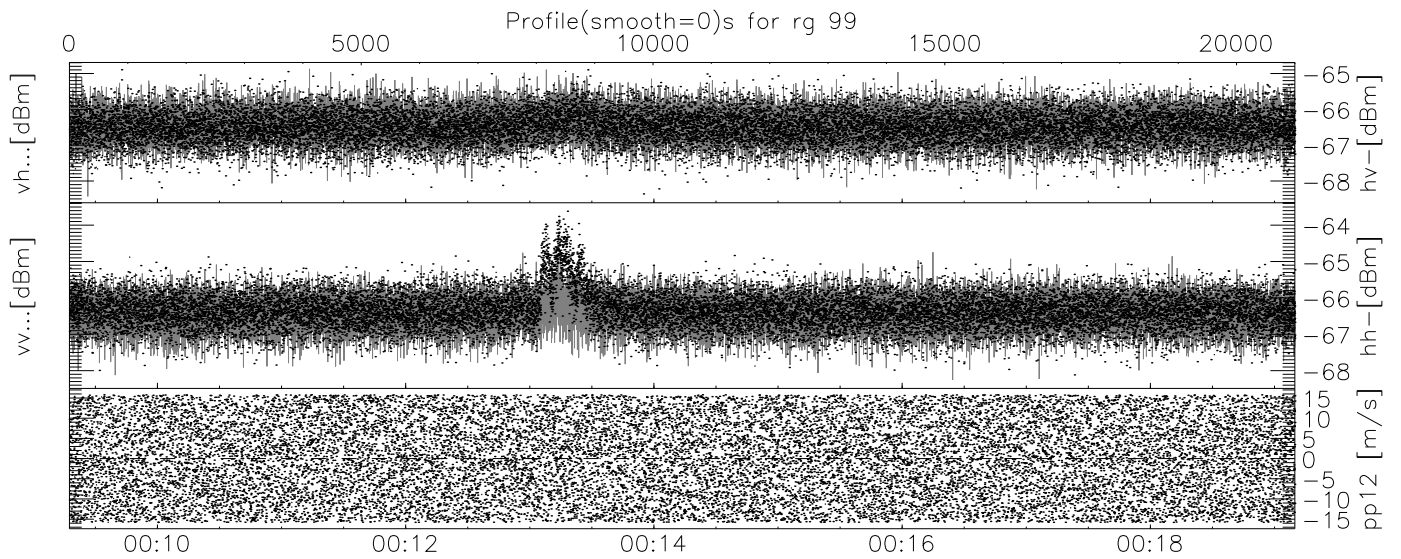 Profile(smooth=0)s for rg 99
0 5000 10000 15000 20000
vh...[dBm]
-65
-66
-67
-68
hv-[dBm]
vv...[dBm]
-64
-65
-66
-67
-68
hh-[dBm]
15
10
5
0
-5
-10
-15
pp12 [m/s]
00:10 00:12 00:14 00:16 00:18